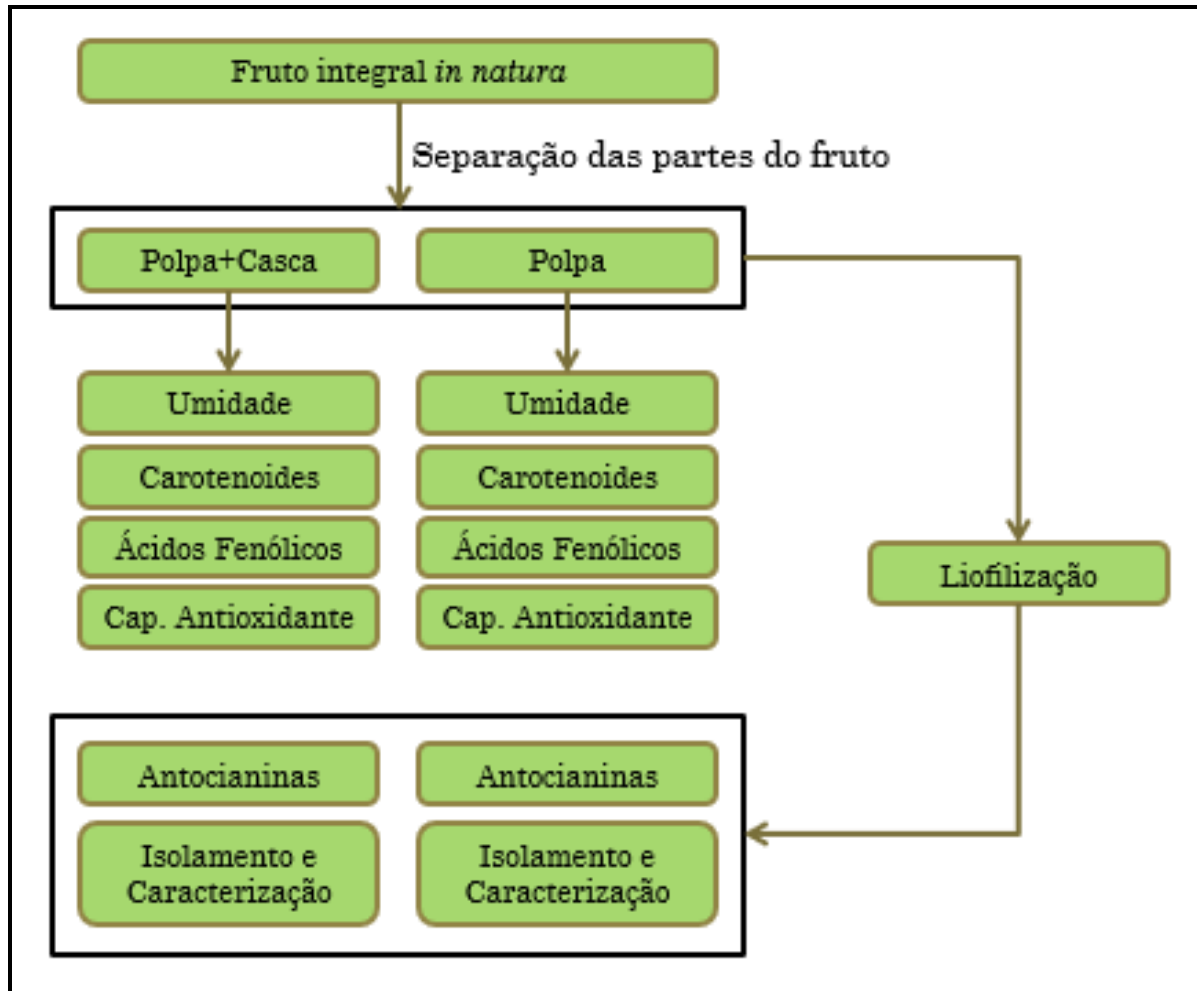 Fruto integral in natura
Separação das partes do fruto
Polpa+Casca
Polpa
Umidade
Umidade
Carotenoides
Carotenoides
Ácidos Fenólicos
Ácidos Fenólicos
Liofilização
Cap. Antioxidante
Cap. Antioxidante
Antocianinas
Antocianinas
Isolamento e
Caracterização
Isolamento e
Caracterização